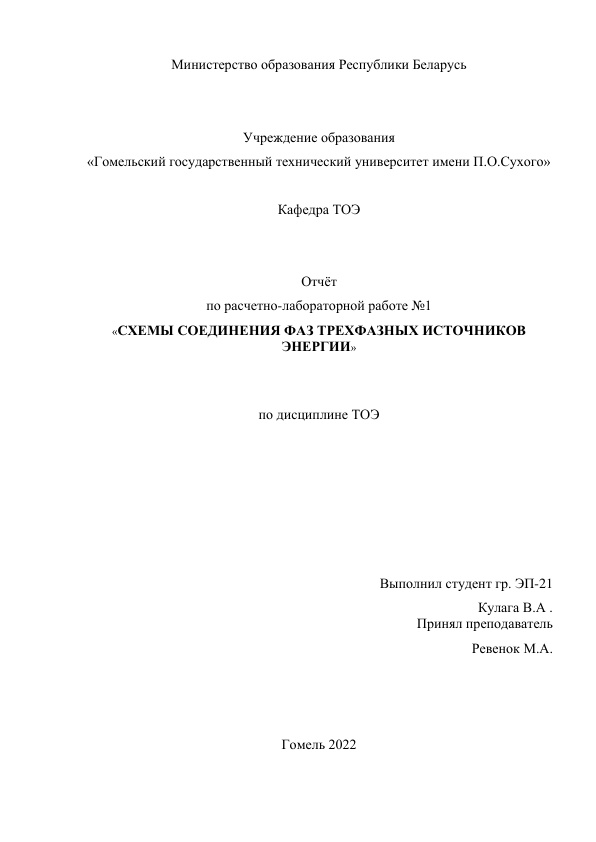 Министерство образования Республики Беларусь
Учреждение образования
«Гомельский государственный технический университет имени П.О.Сухого»
Кафедра ТОЭ
Отчёт
по расчетно-лабораторной работе №1
«СХЕМЫ СОЕДИНЕНИЯ ФАЗ ТРЕХФАЗНЫХ ИСТОЧНИКОВ
ЭНЕРГИИ»
по дисциплине ТОЭ
Выполнил студент гр. ЭП-21
Кулага В.А .
Принял преподаватель
Ревенок М.А.
Гомель 2022